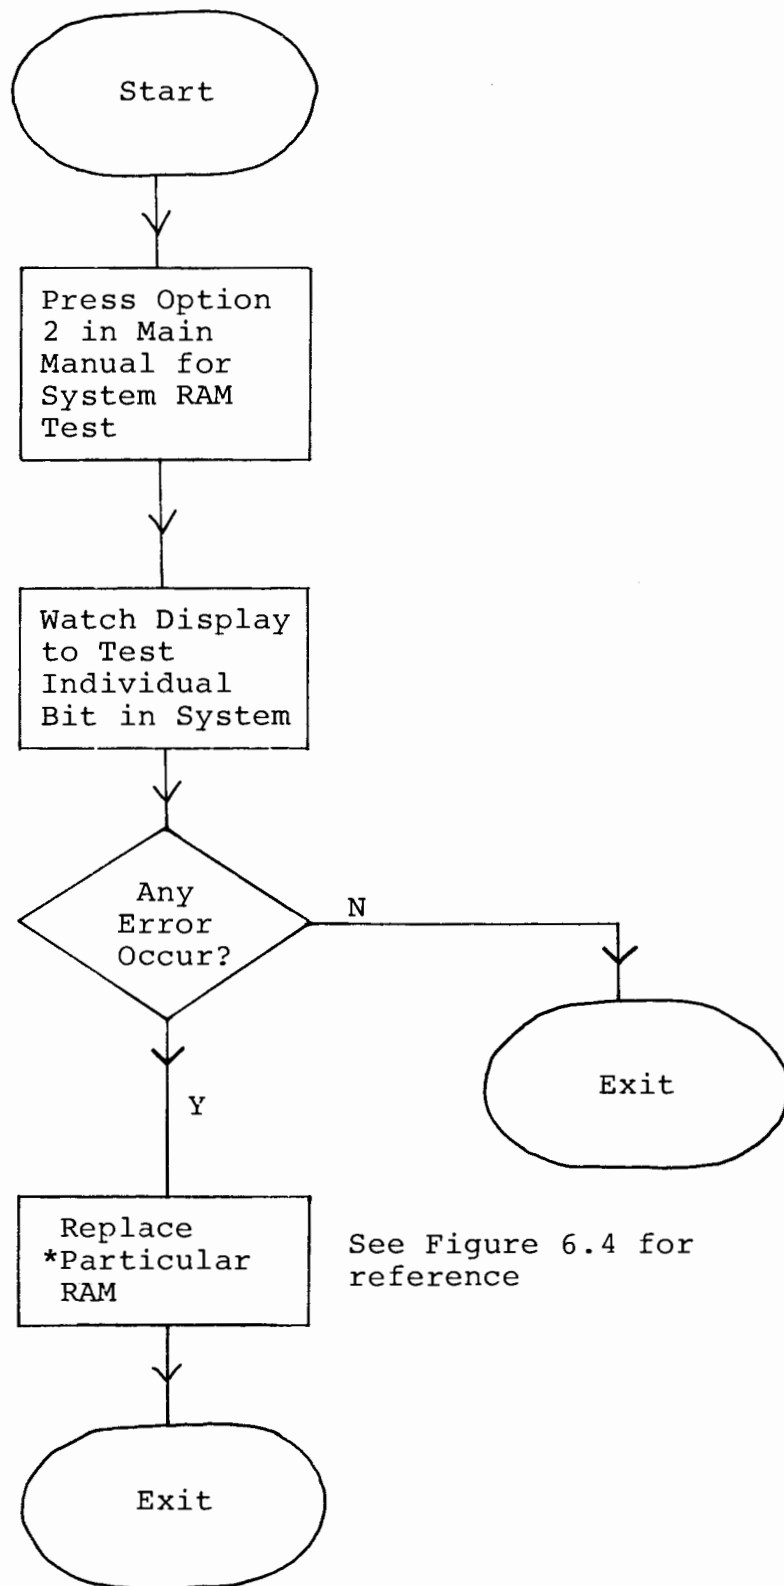 Start
Press Option
2 in Main
Manual for
System RAM
Test
Watch Display
to Test
Individual
Bit in System
Any
Error
Occur?
N
Exit
Y
Replace
*Particular
RAM
See Figure 6.4 for
reference
Exit